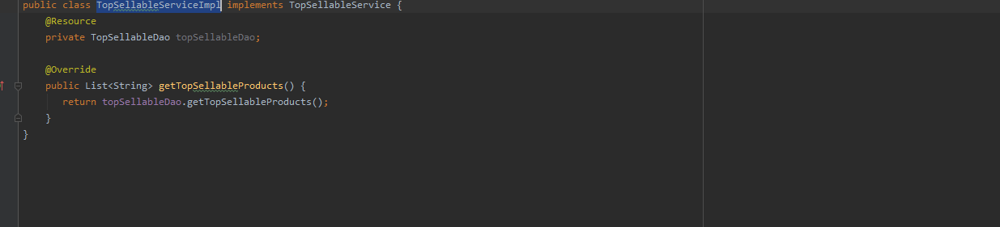 public class TopSellableServiceImpl implements TopSellableService {
@Resource
private TopSellableDao topSellableDao;
@Override
public List<String> getTopSellableProducts() {
return topSellableDao.getTopSellableProducts();
}
}